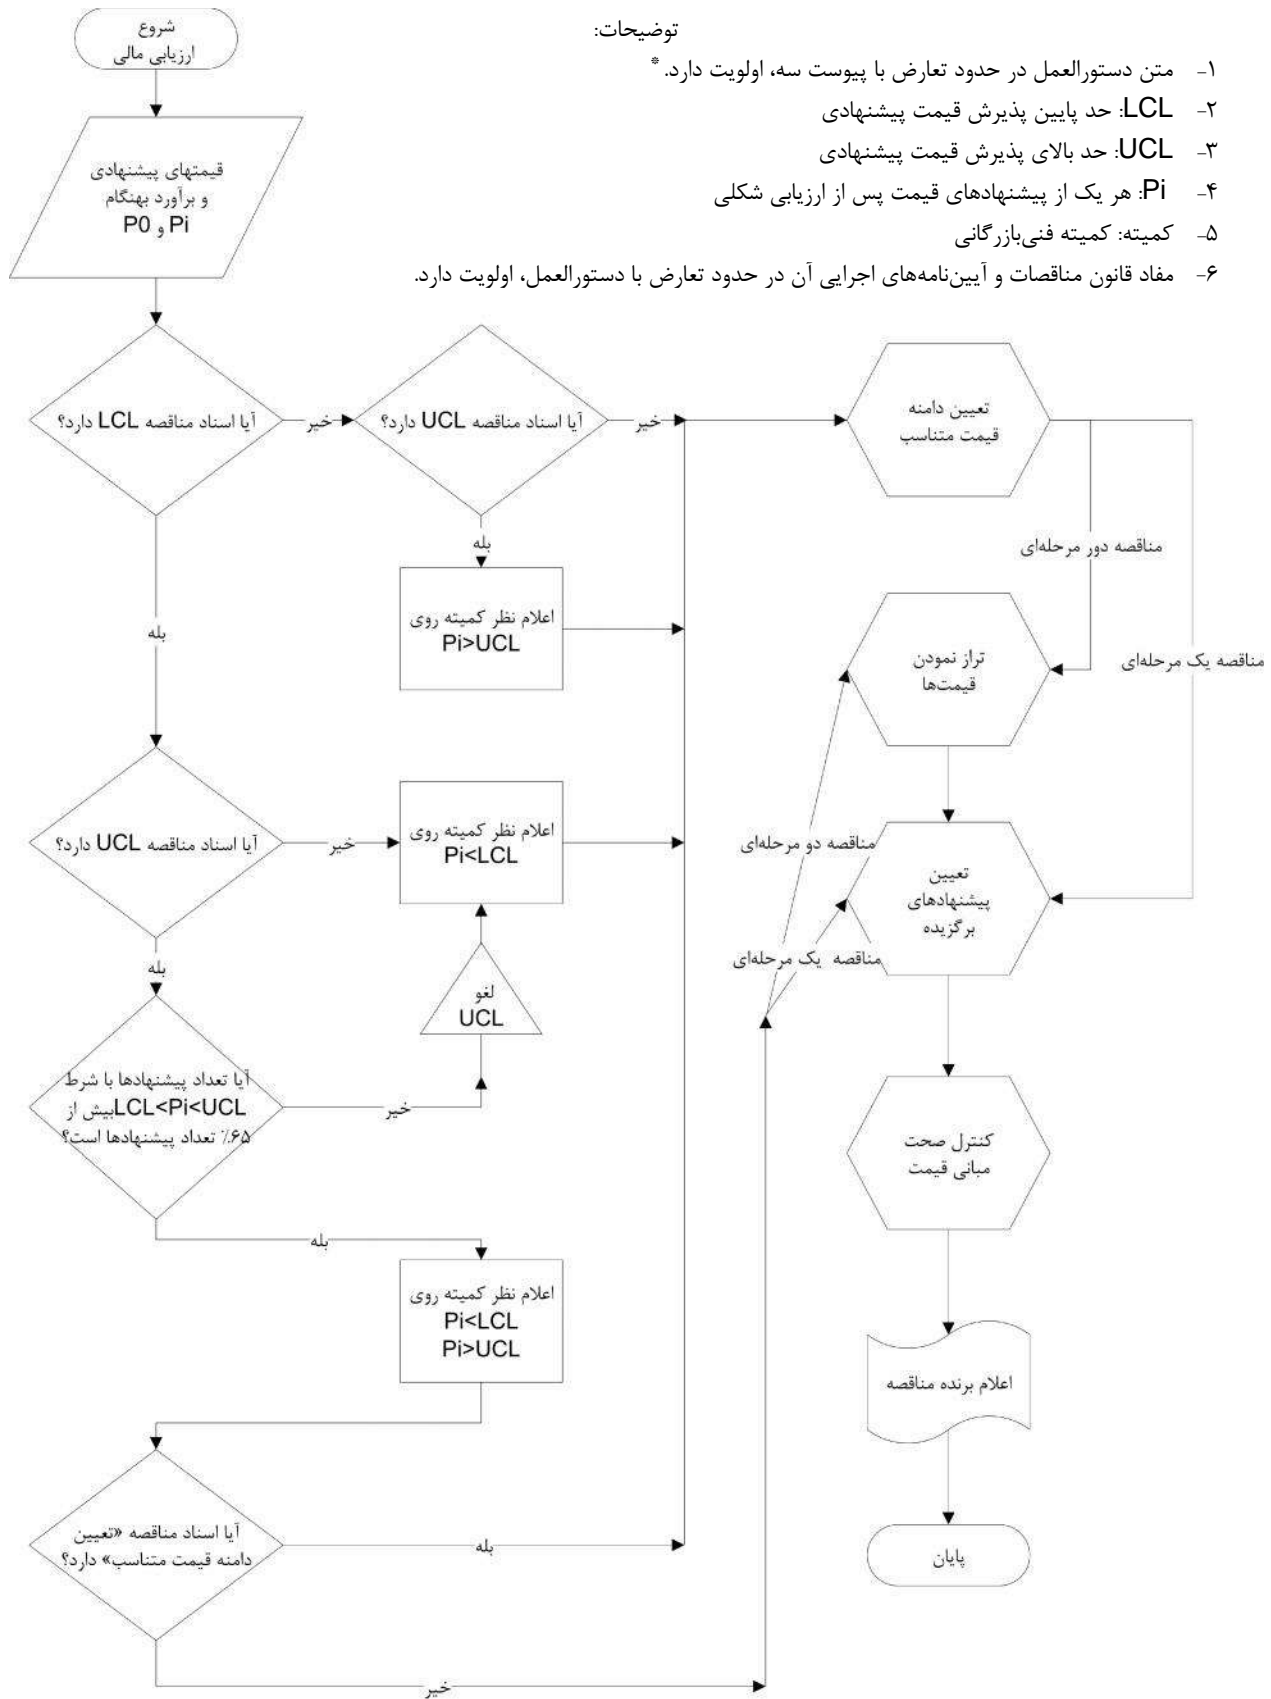 توضیحات:
۱- متن دستورالعمل در حدود تعارض با پیوست سه، اولویت دارد. *
۲- LCL: حد پایین پذیرش قیمت پیشنهادی
۳- UCL: حد بالای پذیرش قیمت پیشنهادی
۴- Pi: هر یک از پیشنهادهای قیمت پس از ارزیابی شکلی
۵- کمیته: کمیته فنی‌بازرگانی
۶- مفاد قانون مناقصات و آیین‌نامه‌های اجرایی آن در حدود تعارض با دستورالعمل، اولویت دارد.
شروع
ارزیابی مالی
قیمتهای پیشنهادی
و برآورد بهنگام
Pi و P0
آیا اسناد مناقصه LCL دارد؟
خیر
آیا اسناد مناقصه UCL دارد؟
خیر
تعیین دامنه
قیمت متناسب
بله
اعلام نظر کمیته روی
Pi>UCL
مناقصه دور مرحله‌ای
مناقصه یک مرحله‌ای
بله
تراز نمودن
قیمت‌ها
آیا اسناد مناقصه UCL دارد؟
خیر
اعلام نظر کمیته روی
Pi<LCL
مناقصه دو مرحله‌ای
مناقصه یک مرحله‌ای
تعیین
پیشنهادهای
برگزیده
بله
لغو
UCL
آیا تعداد پیشنهادها با شرط
LCL<Pi<UCL بیش از
۶۵٪ تعداد پیشنهادها است؟
خیر
کنترل صحت
مبانی قیمت
بله
اعلام نظر کمیته روی
Pi<LCL
Pi>UCL
اعلام برنده مناقصه
آیا اسناد مناقصه «تعیین
دامنه قیمت متناسب» دارد؟
بله
پایان
خیر